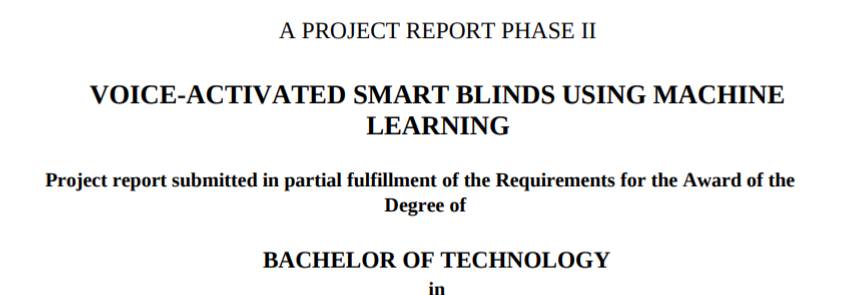 A PROJECT REPORT PHASE II
VOICE-ACTIVATED SMART BLINDS USING MACHINE
LEARNING
Project report submitted in partial fulfillment of the Requirements for the Award of the
Degree of
BACHELOR OF TECHNOLOGY
in